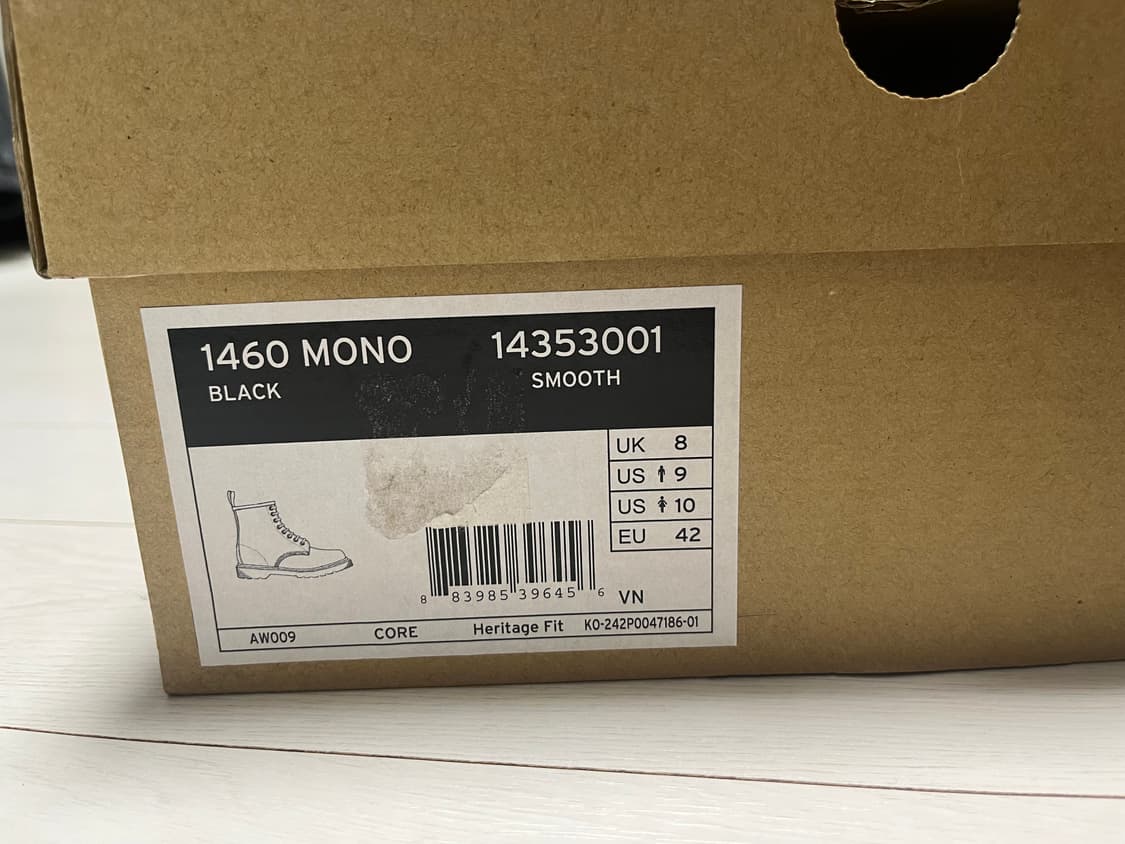 1460 MONO 14353001
BLACK SMOOTH
UK 8
US 9
US 10
EU 42
8 83985 39645 6 VN
AW009 CORE Heritage Fit K0-242P0047186-01